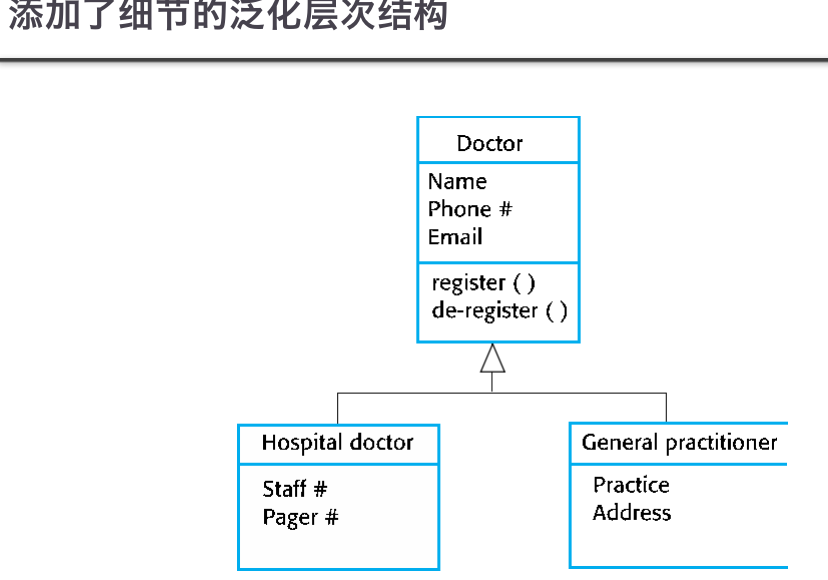 添加了细节的泛化层次结构
Doctor
Name
Phone #
Email
register ( )
de-register ( )
Hospital doctor
Staff #
Pager #
General practitioner
Practice
Address